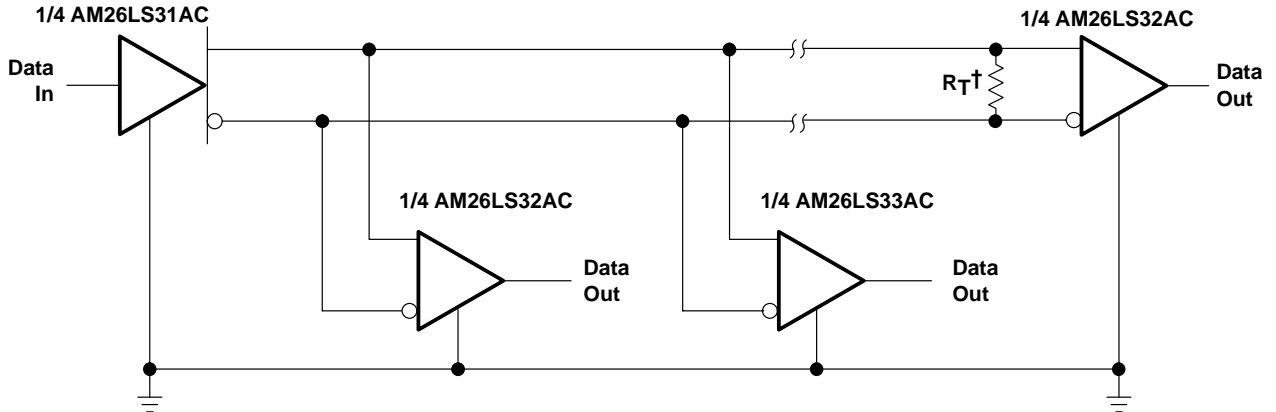 1/4 AM26LS31AC
1/4 AM26LS32AC
Data
In
RT†
Data
Out
1/4 AM26LS32AC
1/4 AM26LS33AC
Data
Out
Data
Out